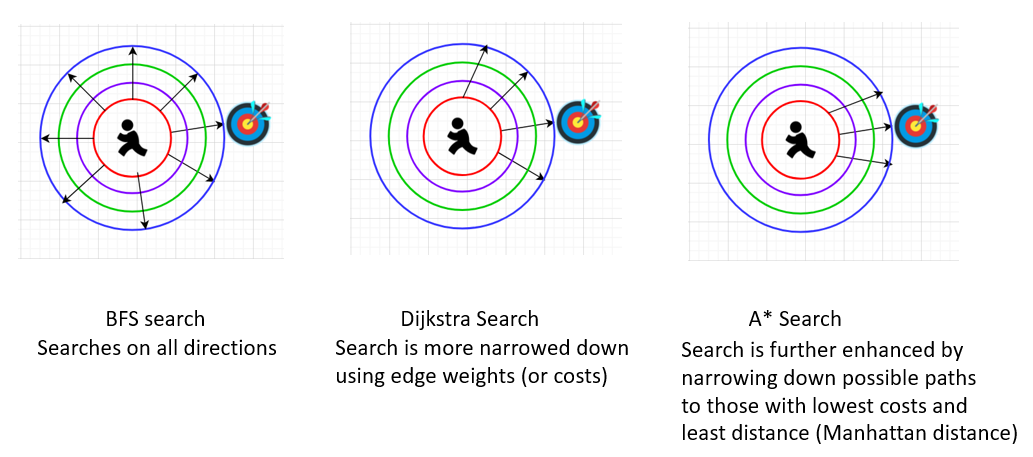 BFS search
Searches on all directions
Dijkstra Search
Search is more narrowed down
using edge weights (or costs)
A* Search
Search is further enhanced by
narrowing down possible paths
to those with lowest costs and
least distance (Manhattan distance)